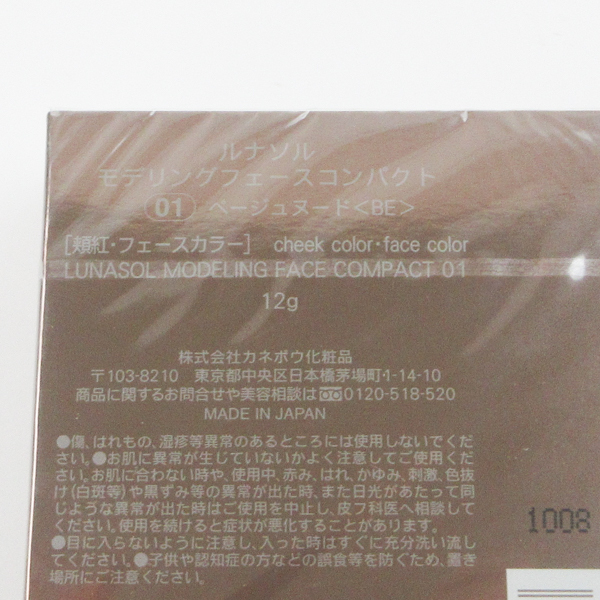 ルナソル
モデリングフェースコンパクト
01 ベージュヌード<BE>
[頬紅・フェースカラー] cheek color・face color
LUNASOL MODELING FACE COMPACT 01
12g
株式会社カネボウ化粧品
〒103-8210 東京都中央区日本橋茅場町1-14-10
商品に関するお問合せや美容相談は 0120-518-520
MADE IN JAPAN
●傷、はれもの、湿疹等異常のあるところには使用しないでくだ
さい。●お肌に異常が生じていないかよく注意してご使用くだ
さい。お肌に合わない時や、使用中、赤み、はれ、かゆみ、刺激、色抜
け(白斑等)や黒ずみ等の異常が出た時、また日光があたって同
じような異常が出た時はご使用を中止し、皮フ科医へ相談し
てください。使用を続けると症状が悪化することがあります。
●目に入らないように注意し、入った時はすぐに充分洗い流し
てください。●子供や認知症の方などの誤食等を防ぐため、置き
場所にご注意ください。
1008